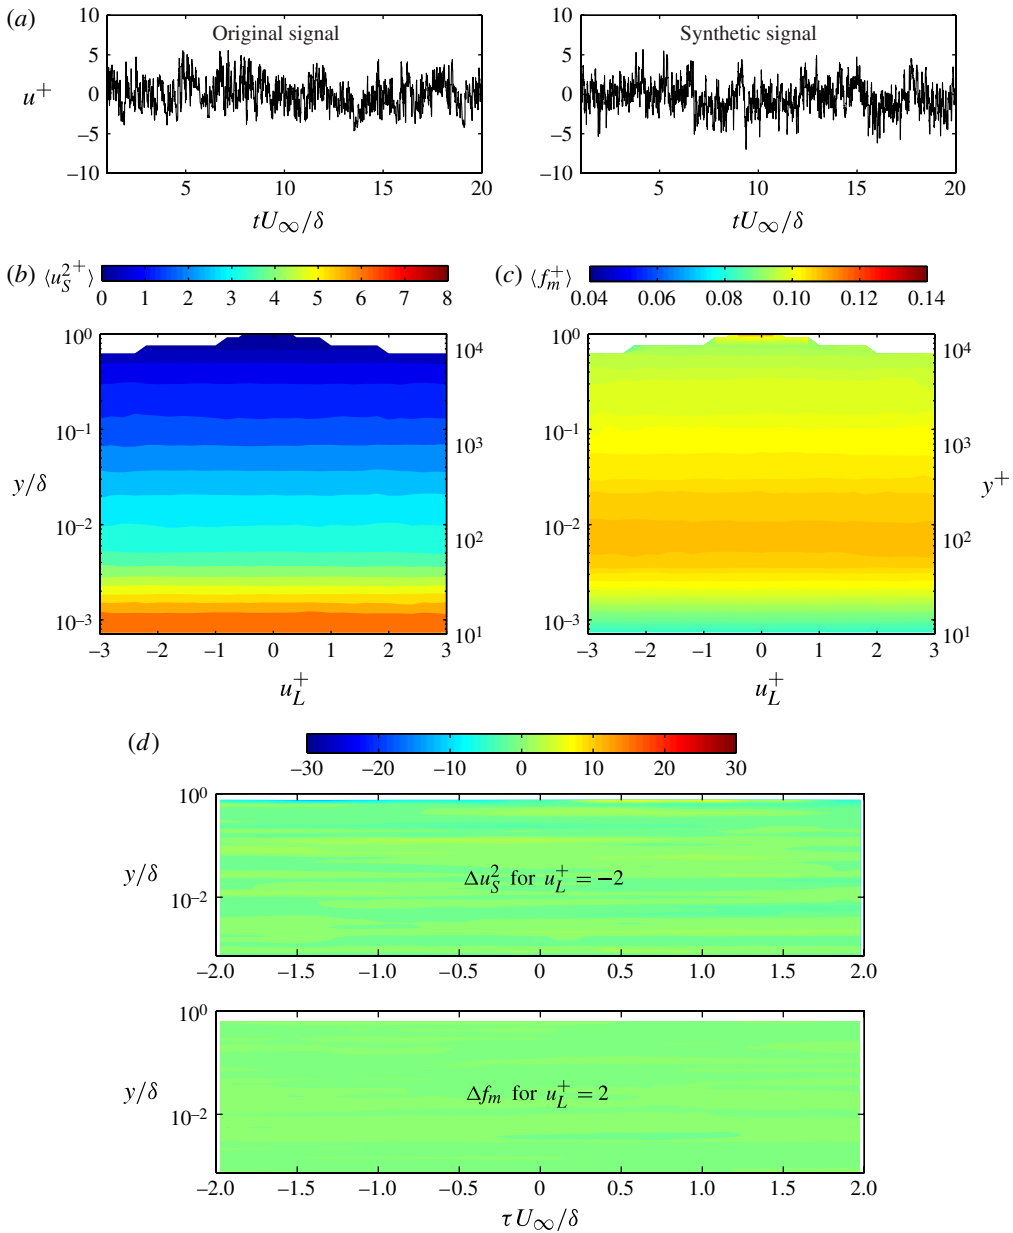 (a)
10
5
0
−5
−10
u+
Original signal
5
10
15
20
tU∞/δ
10
5
0
−5
−10
Synthetic signal
5
10
15
20
tU∞/δ
(b) ⟨u_S^2+⟩
0 1 2 3 4 5 6 7 8
(c) ⟨f_m^+⟩
0.04 0.06 0.08 0.10 0.12 0.14
10^0
10^−1
10^−2
10^−3
y/δ
10^4
10^3
10^2
10^1
−3 −2 −1 0 1 2 3
u_L^+
10^0
10^−1
10^−2
10^−3
10^4
10^3
10^2
10^1
y+
−3 −2 −1 0 1 2 3
u_L^+
(d)
−30 −20 −10 0 10 20 30
10^0
10^−2
y/δ
Δu_S^2 for u_L^+ = −2
−2.0 −1.5 −1.0 −0.5 0 0.5 1.0 1.5 2.0
10^0
10^−2
y/δ
Δf_m for u_L^+ = 2
−2.0 −1.5 −1.0 −0.5 0 0.5 1.0 1.5 2.0
τU∞/δ